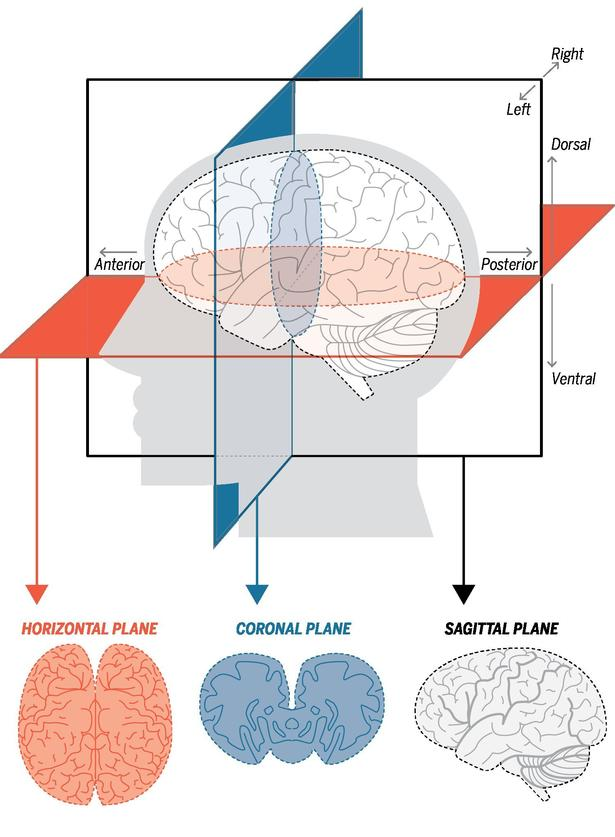 Right
Left
Dorsal
Anterior
Posterior
Ventral
HORIZONTAL PLANE
CORONAL PLANE
SAGITTAL PLANE